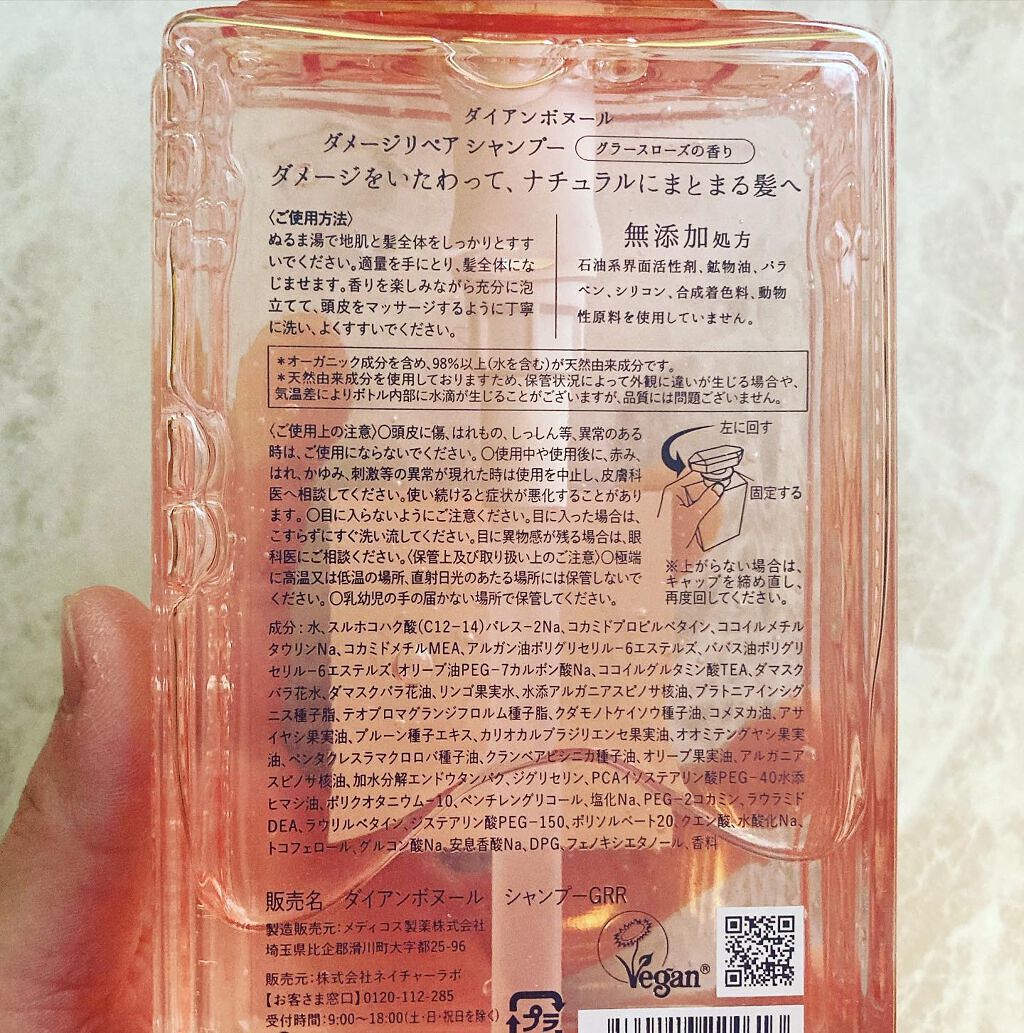 ダイアンボヌール
ダメージリペア シャンプー グラースローズの香り
ダメージをいたわって、ナチュラルにまとまる髪へ
〈ご使用方法〉
ぬるま湯で地肌と髪全体をしっかりとすす
いでください。適量を手にとり、髪全体にな
じませます。香りを楽しみながら充分に泡
立てて、頭皮をマッサージするように丁寧
に洗い、よくすすいでください。
無添加処方
石油系界面活性剤、鉱物油、パラ
ベン、シリコン、合成着色料、動物
性原料を使用していません。
＊オーガニック成分を含め、98%以上(水を含む)が天然由来成分です。
＊天然由来成分を使用しておりますため、保管状況によって外観に違いが生じる場合や、
気温差によりボトル内部に水滴が生じることがございますが、品質には問題ございません。
〈ご使用上の注意〉〇頭皮に傷、はれもの、しっしん等、異常のある
時は、ご使用にならないでください。〇使用中や使用後に、赤み、
はれ、かゆみ、刺激等の異常が現れた時は使用を中止し、皮膚科
医へ相談してください。使い続けると症状が悪化することがあり
ます。〇目に入らないようにご注意ください。目に入った場合は、
こすらずにすぐ洗い流してください。目に異物感が残る場合は、眼
科医にご相談ください。〈保管上及び取り扱い上のご注意〉〇極端
に高温又は低温の場所、直射日光のあたる場所には保管しないで
ください。〇乳幼児の手の届かない場所で保管してください。
左に回す
固定する
※上がらない場合は、
キャップを締め直し、
再度回してください。
成分：水、スルホコハク酸(C12-14)パレス-2Na、コカミドプロピルベタイン、ココイルメチル
タウリンNa、コカミドメチルMEA、アルガン油ポリグリセリル-6エステルズ、ババス油ポリグリ
セリル-6エステルズ、オリーブ油PEG-7カルボン酸Na、ココイルグルタミン酸TEA、ダマスク
バラ花水、ダマスクバラ花油、リンゴ果実水、水添アルガニアスピノサ核油、プラトニアインシグ
ニス種子脂、テオブロマグランジフロルム種子脂、クダモノトケイソウ種子油、コメヌカ油、アサ
イヤシ果実油、プルーン種子エキス、カリオカルブラジリエンセ果実油、オオミテングヤシ果実
油、ペンタクレスラマクロロバ種子油、クランベアビシニカ種子油、オリーブ果実油、アルガニア
スピノサ核油、加水分解エンドウタンパク、ジグリセリン、PCAイソステアリン酸PEG-40水添
ヒマシ油、ポリクオタニウム-10、ペンチレングリコール、塩化Na、PEG-2コカミン、ラウラミド
DEA、ラウリルベタイン、ジステアリン酸PEG-150、ポリソルベート20、クエン酸、水酸化Na、
トコフェロール、グルコン酸Na、安息香酸Na、DPG、フェノキシエタノール、香料
販売名 ダイアンボヌール シャンプーGRR
製造販売元：メディコス製薬株式会社
埼玉県比企郡滑川町大字都25-96
販売元：株式会社ネイチャーラボ
【お客さま窓口】0120-112-285
受付時間：9:00～18:00(土・日・祝日を除く)
Vegan®
プラ